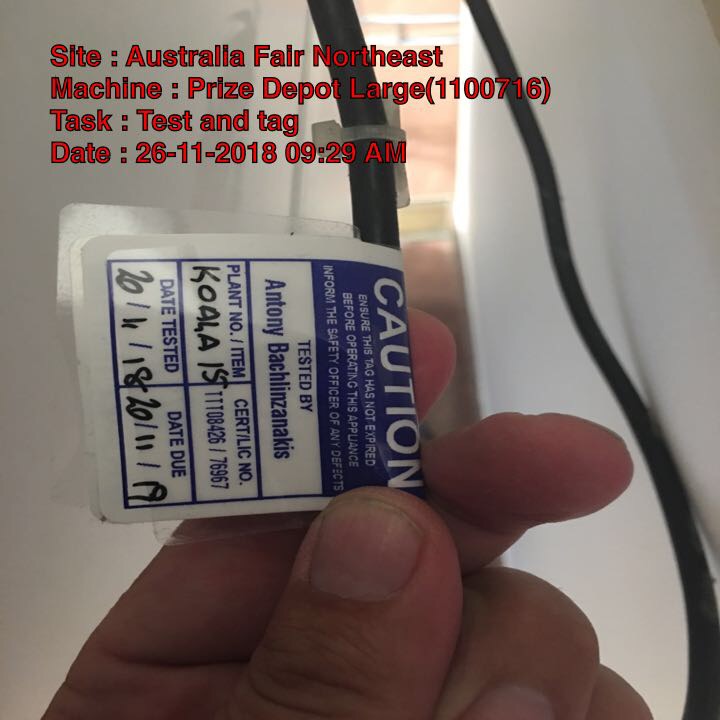 Site : Australia Fair Northeast
Machine : Prize Depot Large(1100716)
Task : Test and tag
Date : 26-11-2018 09:29 AM
CAUTION
ENSURE THIS TAG HAS NOT EXPIRED
BEFORE OPERATING THIS APPLIANCE
INFORM THE SAFETY OFFICER OF ANY DEFECTS
TESTED BY
Antony Bachlinzanakis
PLANT NO. / ITEM CERT/LIC NO.
KOALA 15 TTT08426 / 76967
DATE TESTED DATE DUE
20/11/18 20/11/19